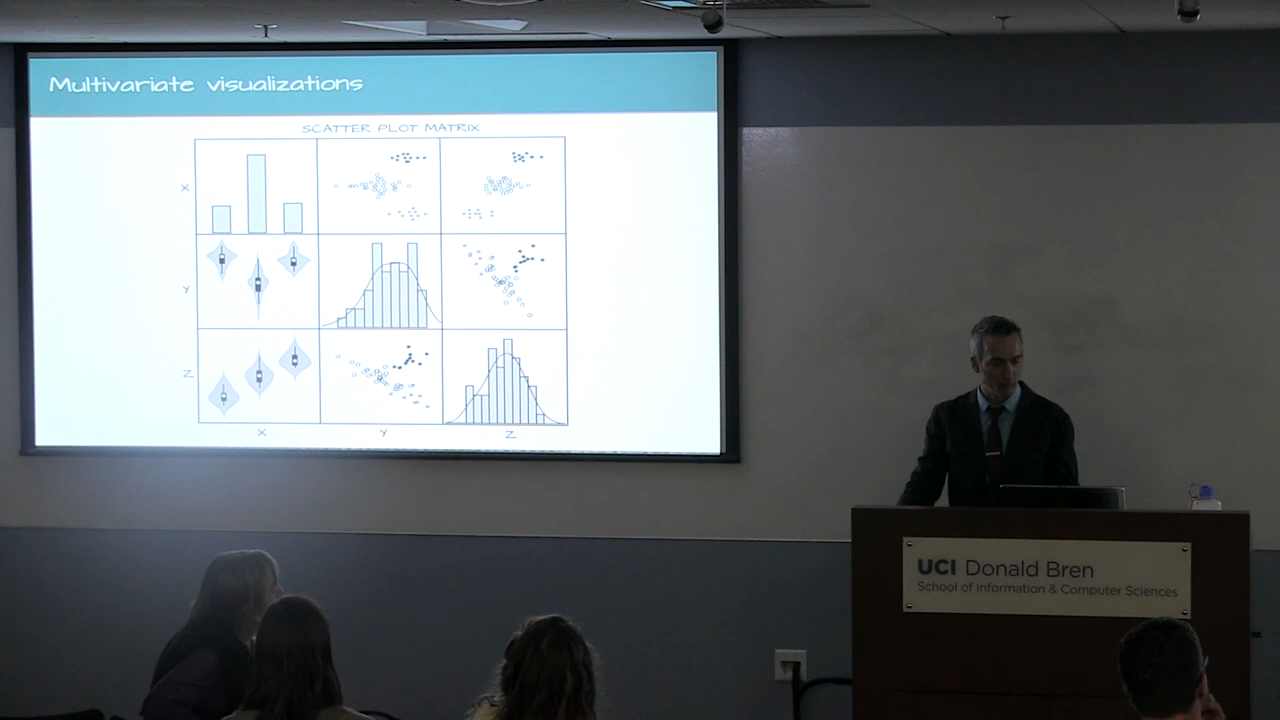 Multivariate visualizations
SCATTER PLOT MATRIX
X
Y
Z
X
Y
Z
UCI Donald Bren
School of Information & Computer Sciences